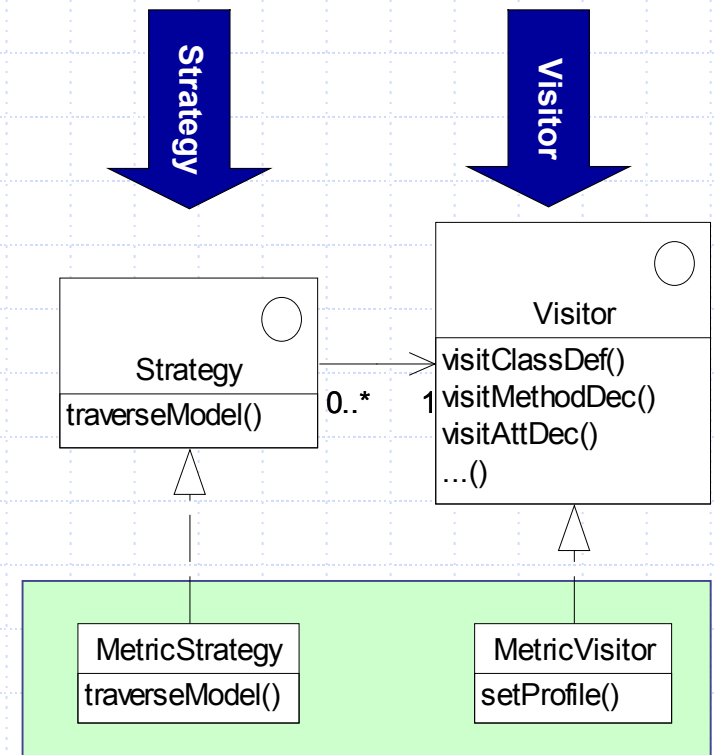 Strategy
Visitor
Strategy
traverseModel()
0..*
1
Visitor
visitClassDef()
visitMethodDec()
visitAttDec()
...()
MetricStrategy
traverseModel()
MetricVisitor
setProfile()